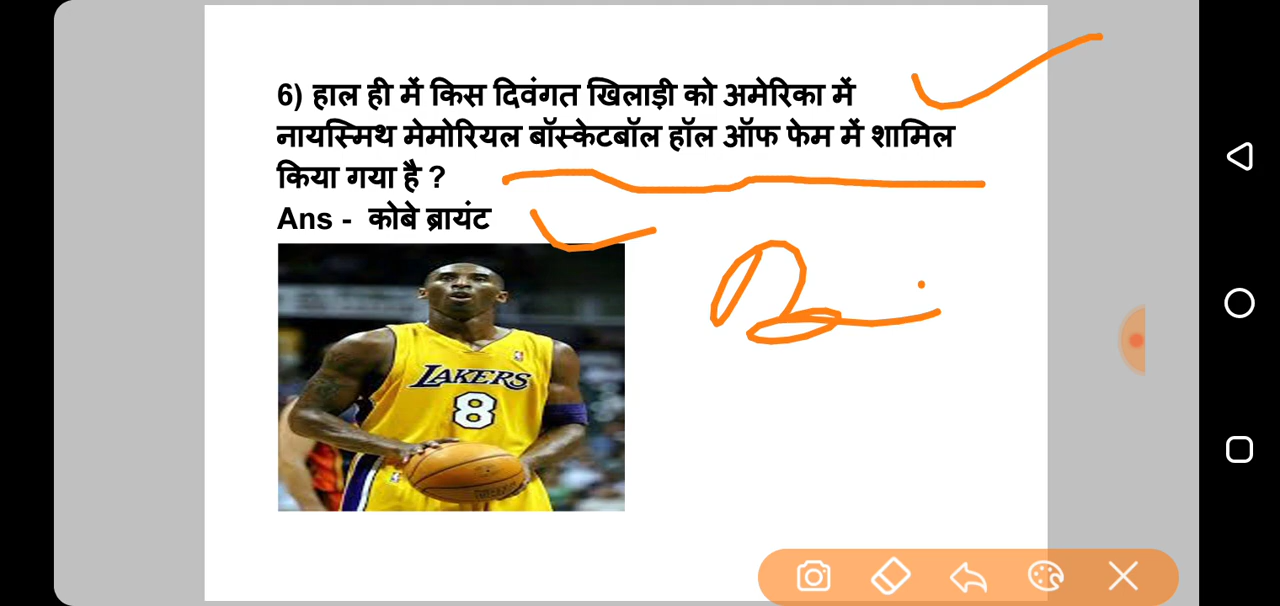 6) हाल ही में किस दिवंगत खिलाड़ी को अमेरिका में
नायस्मिथ मेमोरियल बॉस्केटबॉल हॉल ऑफ फेम में शामिल
किया गया है ?
Ans - कोबे ब्रायंट
LAKERS
8